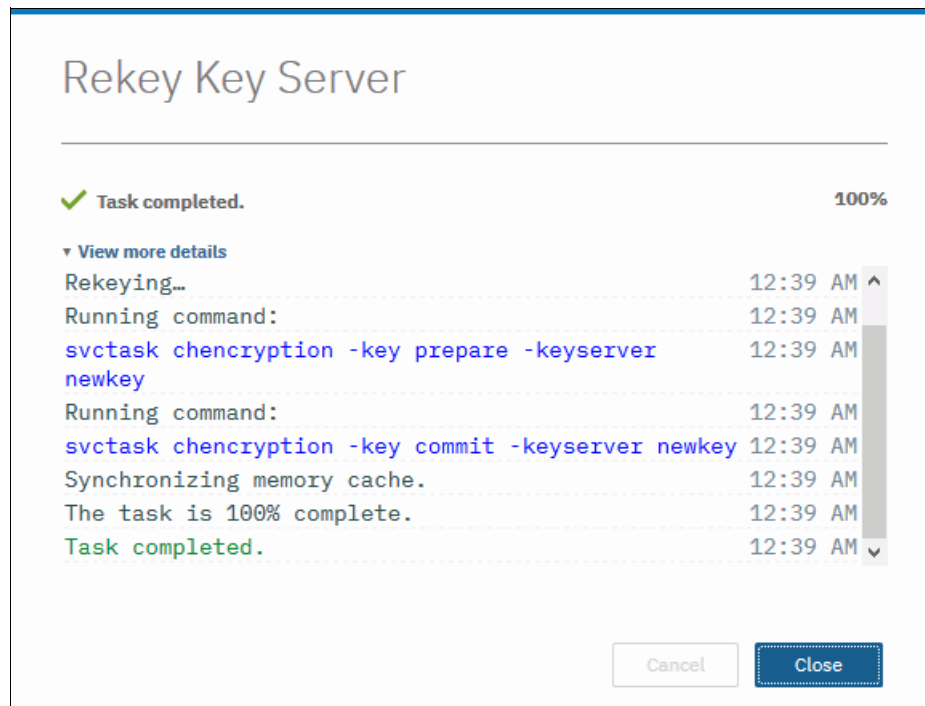 Rekey Key Server
Task completed. 100%
View more details
Rekeying… 12:39 AM
Running command: 12:39 AM
svctask chencryption -key prepare -keyserver 12:39 AM
newkey
Running command: 12:39 AM
svctask chencryption -key commit -keyserver newkey 12:39 AM
Synchronizing memory cache. 12:39 AM
The task is 100% complete. 12:39 AM
Task completed. 12:39 AM
Cancel Close